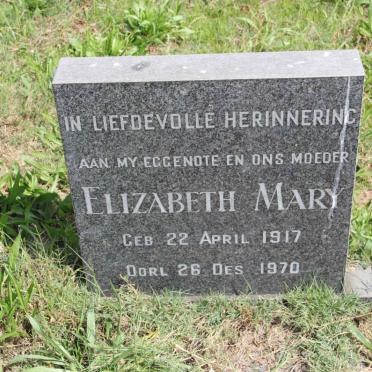 IN LIEFDEVOLLE HERINNERING
AAN MY EGGENOTE EN ONS MOEDER
ELIZABETH MARY
GEB 22 APRIL 1917
OORL 26 DES 1970